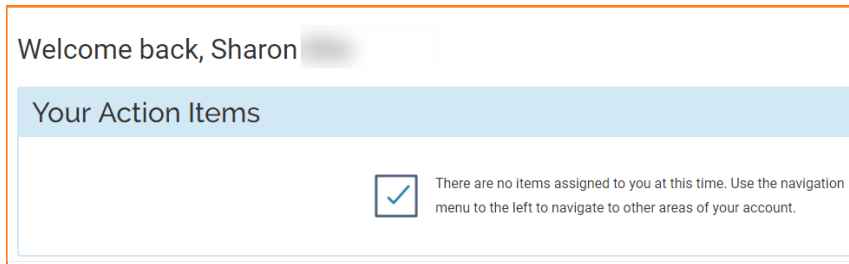 Welcome back, Sharon
Your Action Items
There are no items assigned to you at this time. Use the navigation
menu to the left to navigate to other areas of your account.